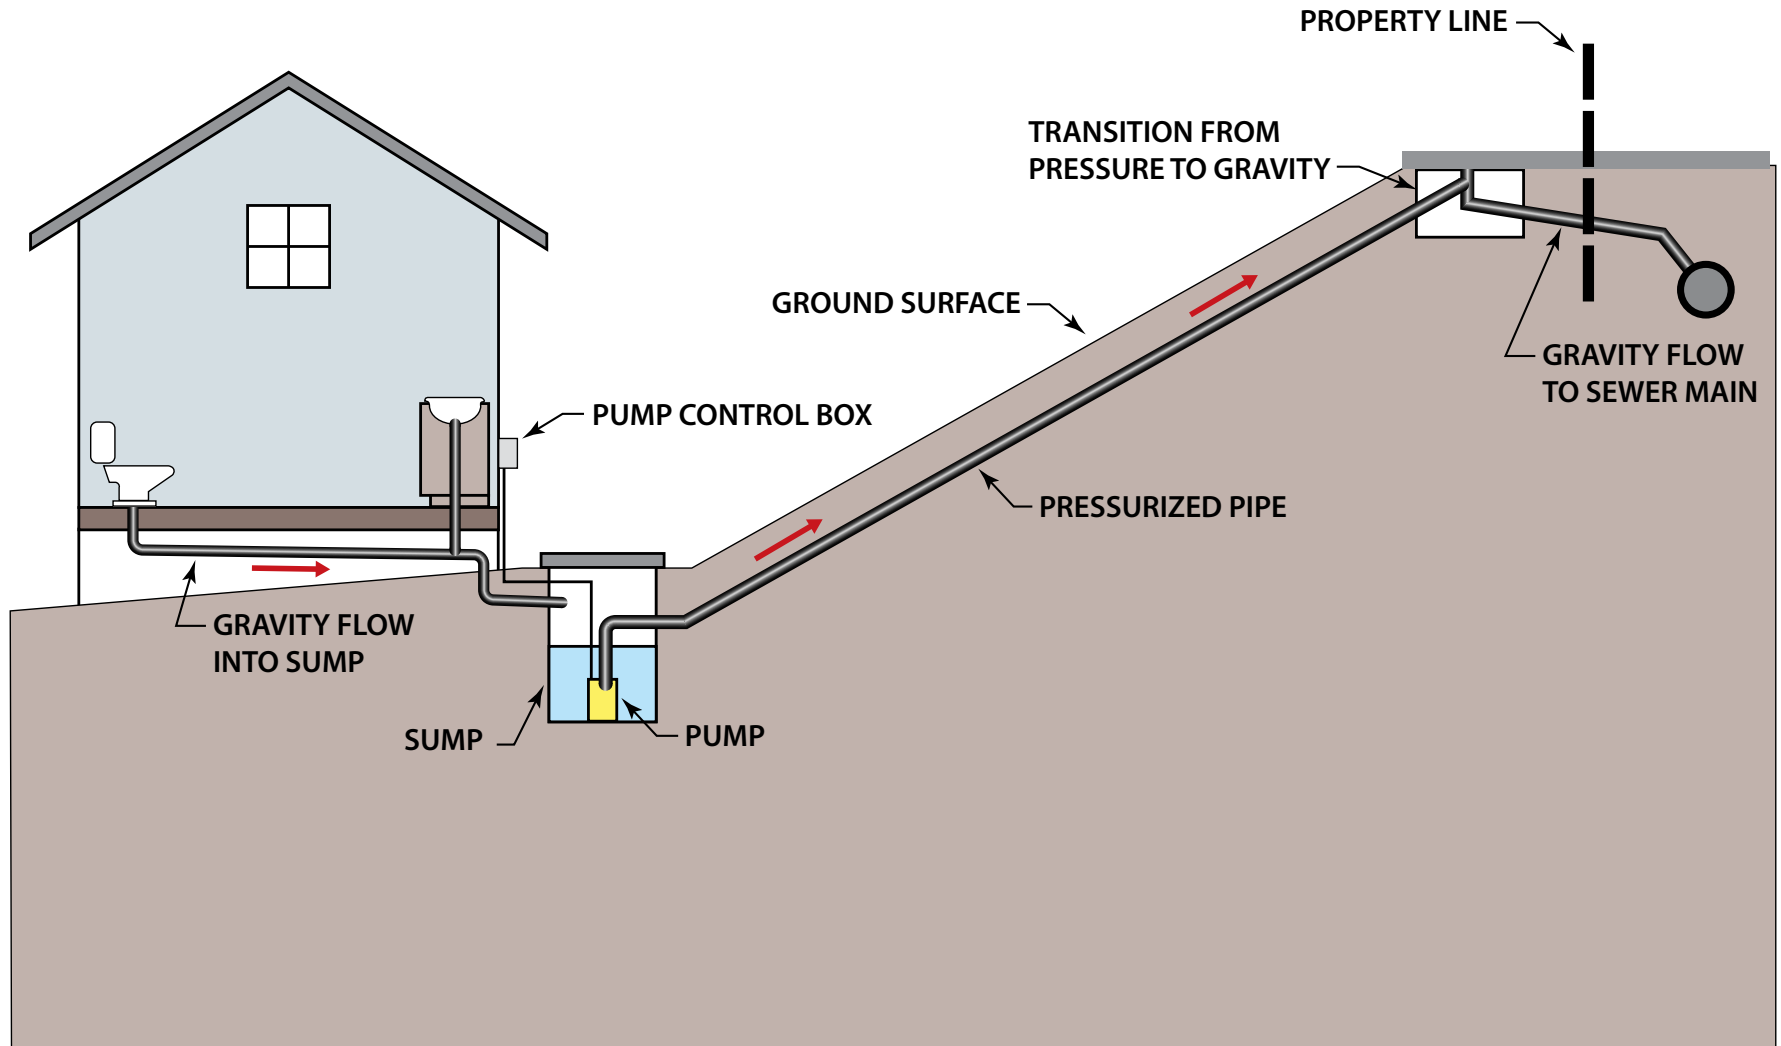 PROPERTY LINE
TRANSITION FROM
PRESSURE TO GRAVITY
GROUND SURFACE
GRAVITY FLOW
TO SEWER MAIN
PUMP CONTROL BOX
PRESSURIZED PIPE
GRAVITY FLOW
INTO SUMP
SUMP
PUMP